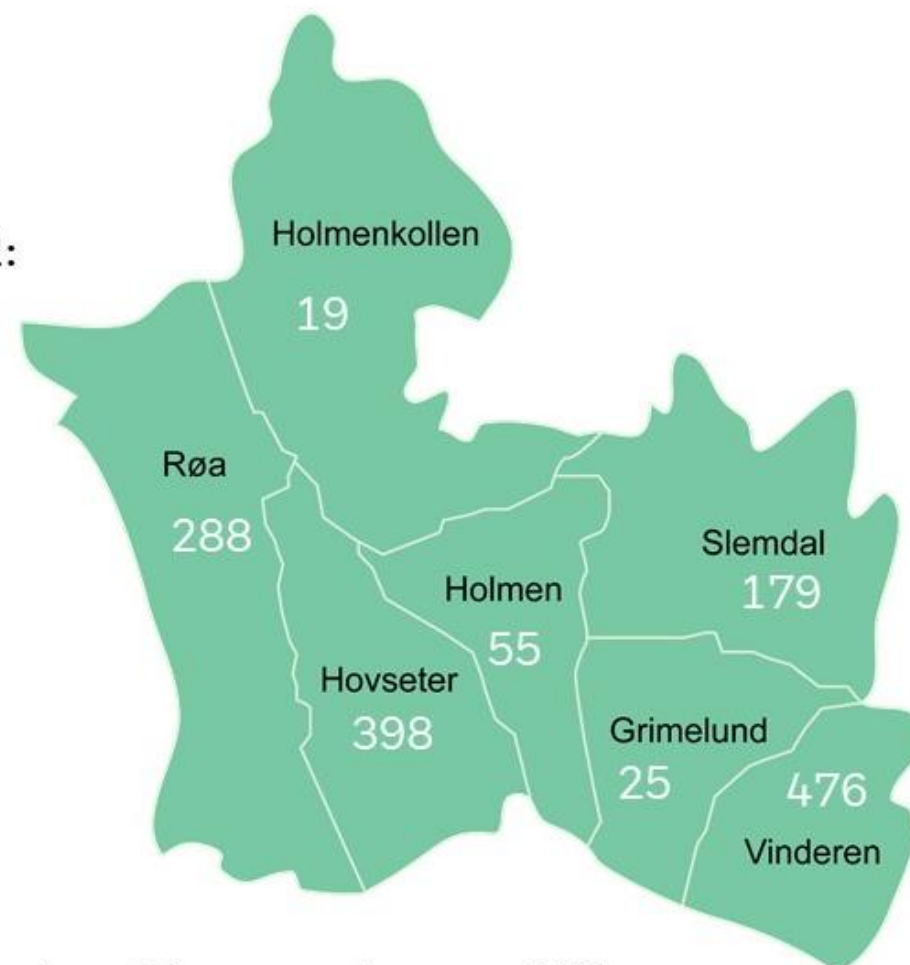 Holmenkollen
19
Røa
288
Slemdal
179
Holmen
55
Hovseter
398
Grimelund
25
476
Vinderen